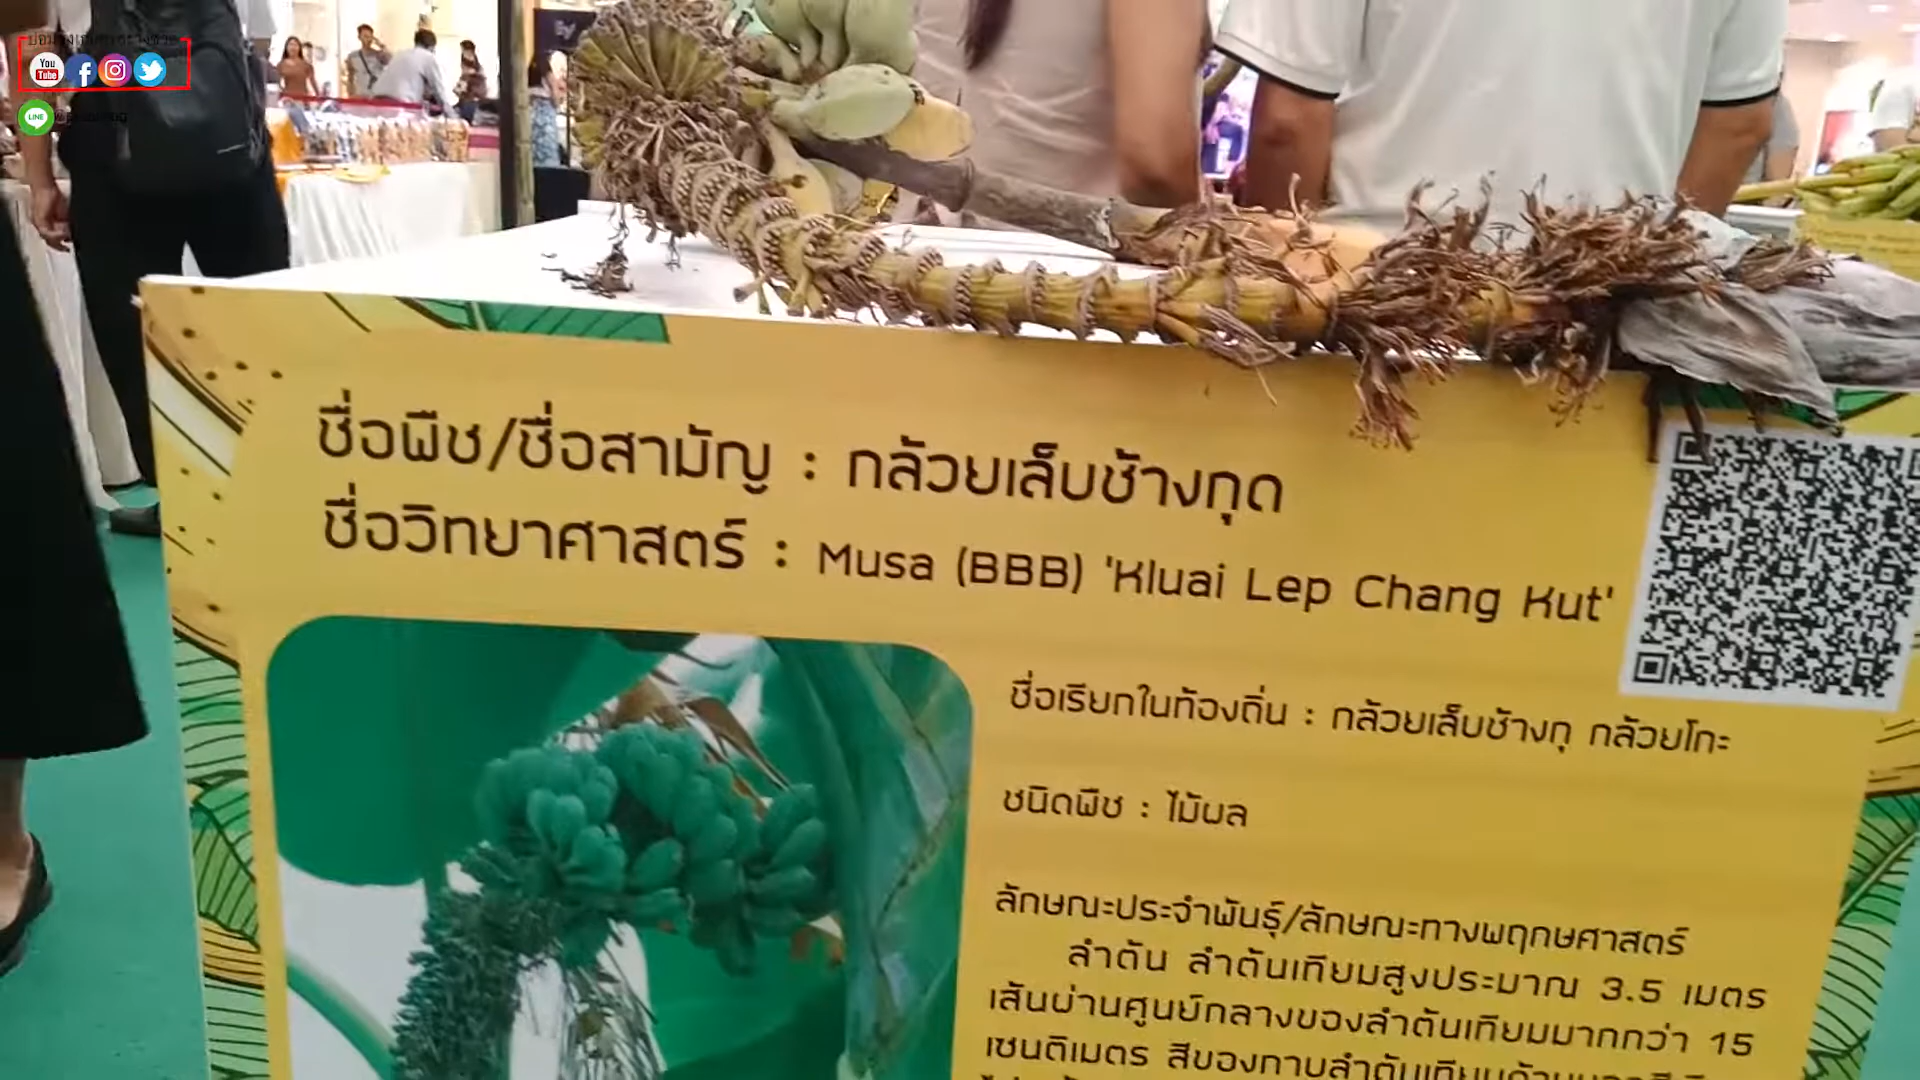 You
Tube
LINE
ชื่อพืช/ชื่อสามัญ : กล้วยเล็บช้างกุด
ชื่อวิทยาศาสตร์ : Musa (BBB) 'Kluai Lep Chang Kut'
ชื่อเรียกในท้องถิ่น : กล้วยเล็บช้างกุ กล้วยโกะ
ชนิดพืช : ไม้ผล
ลักษณะประจำพันธุ์/ลักษณะทางพฤกษศาสตร์
ลำต้น ลำต้นเทียมสูงประมาณ 3.5 เมตร
เส้นผ่านศูนย์กลางของลำต้นเทียมมากกว่า 15
เซนติเมตร สีของกาบลำต้นเทียม